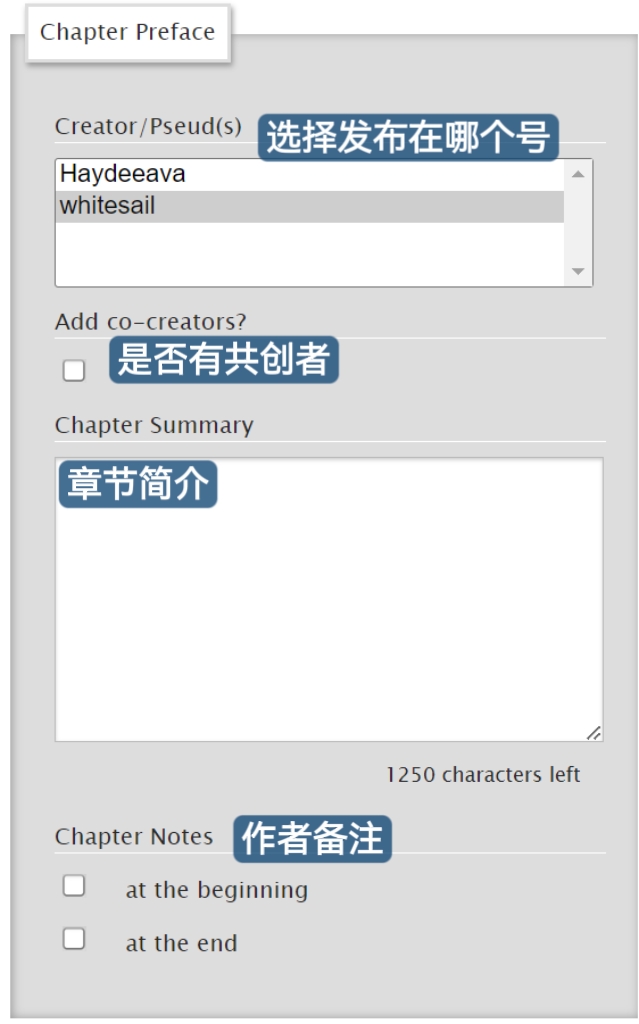 Chapter Preface
Creator/Pseud(s) 选择发布在哪个号
Haydeeava
whitesail
Add co-creators?
是否有共创者
Chapter Summary
章节简介
1250 characters left
Chapter Notes 作者备注
at the beginning
at the end